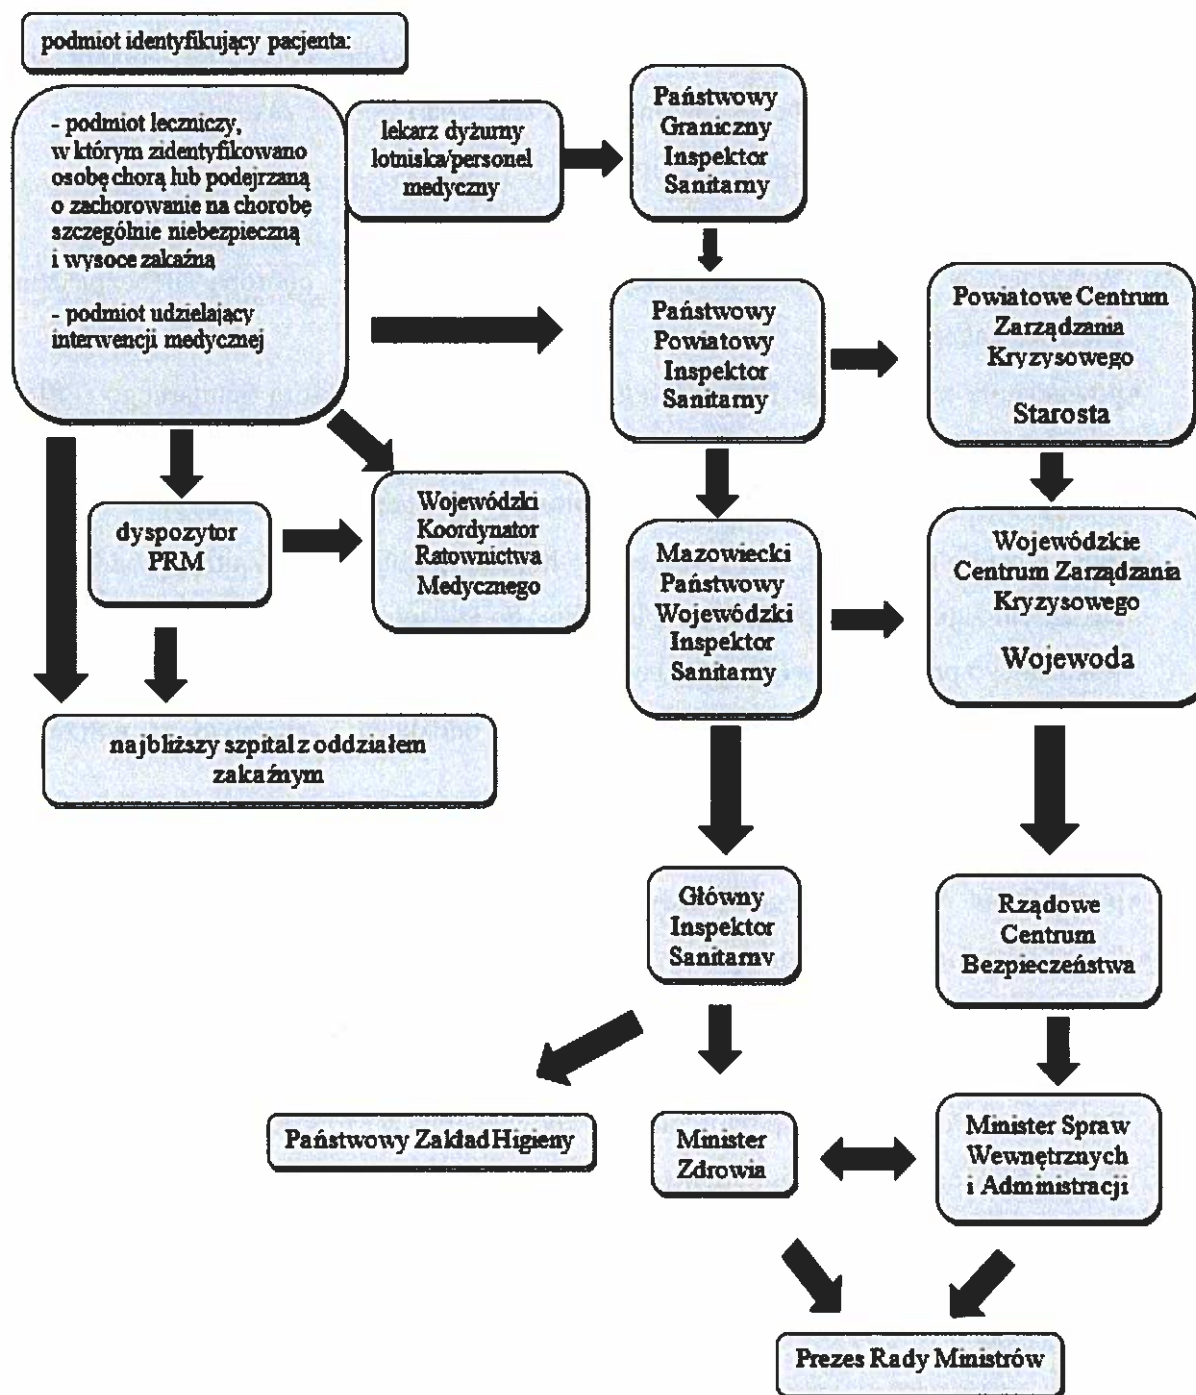 podmiot identyfikujący pacjenta:
- podmiot leczniczy,
w którym zidentyfikowano
osobę chorą lub podejrzaną
o zachorowanie na chorobę
szczególnie niebezpieczną
i wysoce zakaźną
- podmiot udzielający
interwencji medycznej
lekarz dyżurny
lotniska/personel
medyczny
Państwowy
Graniczny
Inspektor
Sanitarny
Państwowy
Powiatowy
Inspektor
Sanitarny
Powiatowe Centrum
Zarządzania
Kryzysowego
Starosta
dyspozytor
PRM
Wojewódzki
Koordynator
Ratownictwa
Medycznego
Mazowiecki
Państwowy
Wojewódzki
Inspektor
Sanitarny
Wojewódzkie
Centrum Zarządzania
Kryzysowego
Wojewoda
najbliższy szpital z oddziałem
zakaźnym
Główny
Inspektor
Sanitarny
Rządowe
Centrum
Bezpieczeństwa
Państwowy Zakład Higieny
Minister
Zdrowia
Minister Spraw
Wewnętrznych
i Administracji
Prezes Rady Ministrów